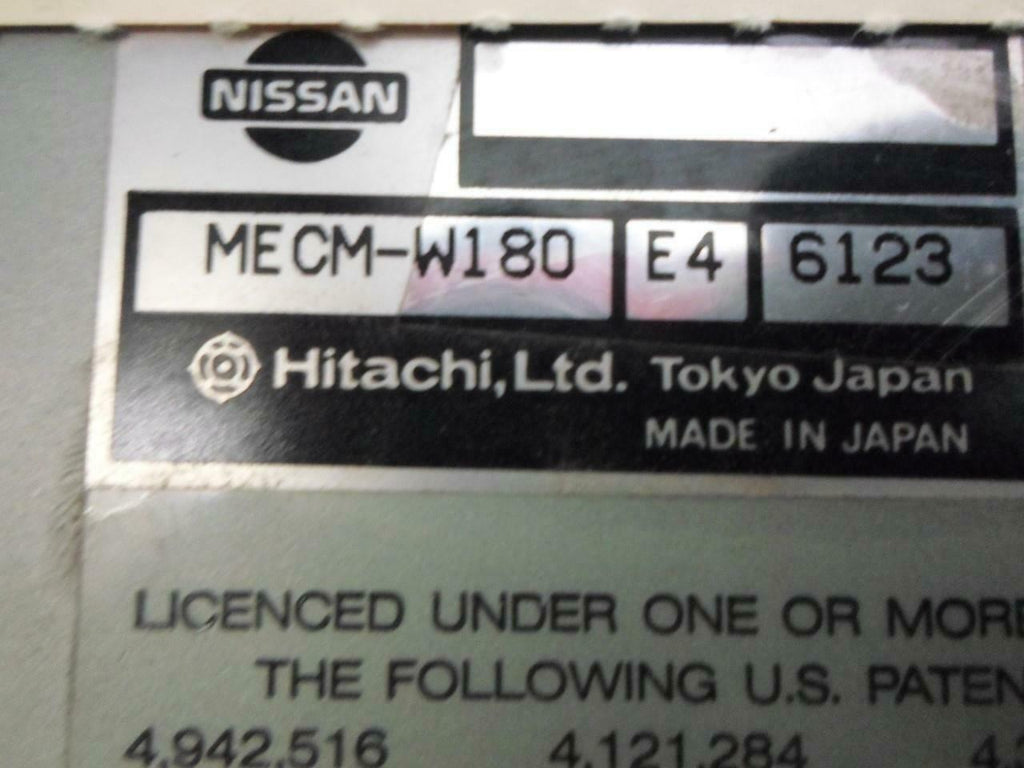 NISSAN
MECM-W180 E4 6123
Hitachi, Ltd. Tokyo Japan
MADE IN JAPAN
LICENCED UNDER ONE OR MORE
THE FOLLOWING U.S.
4,942,516 4,121,284